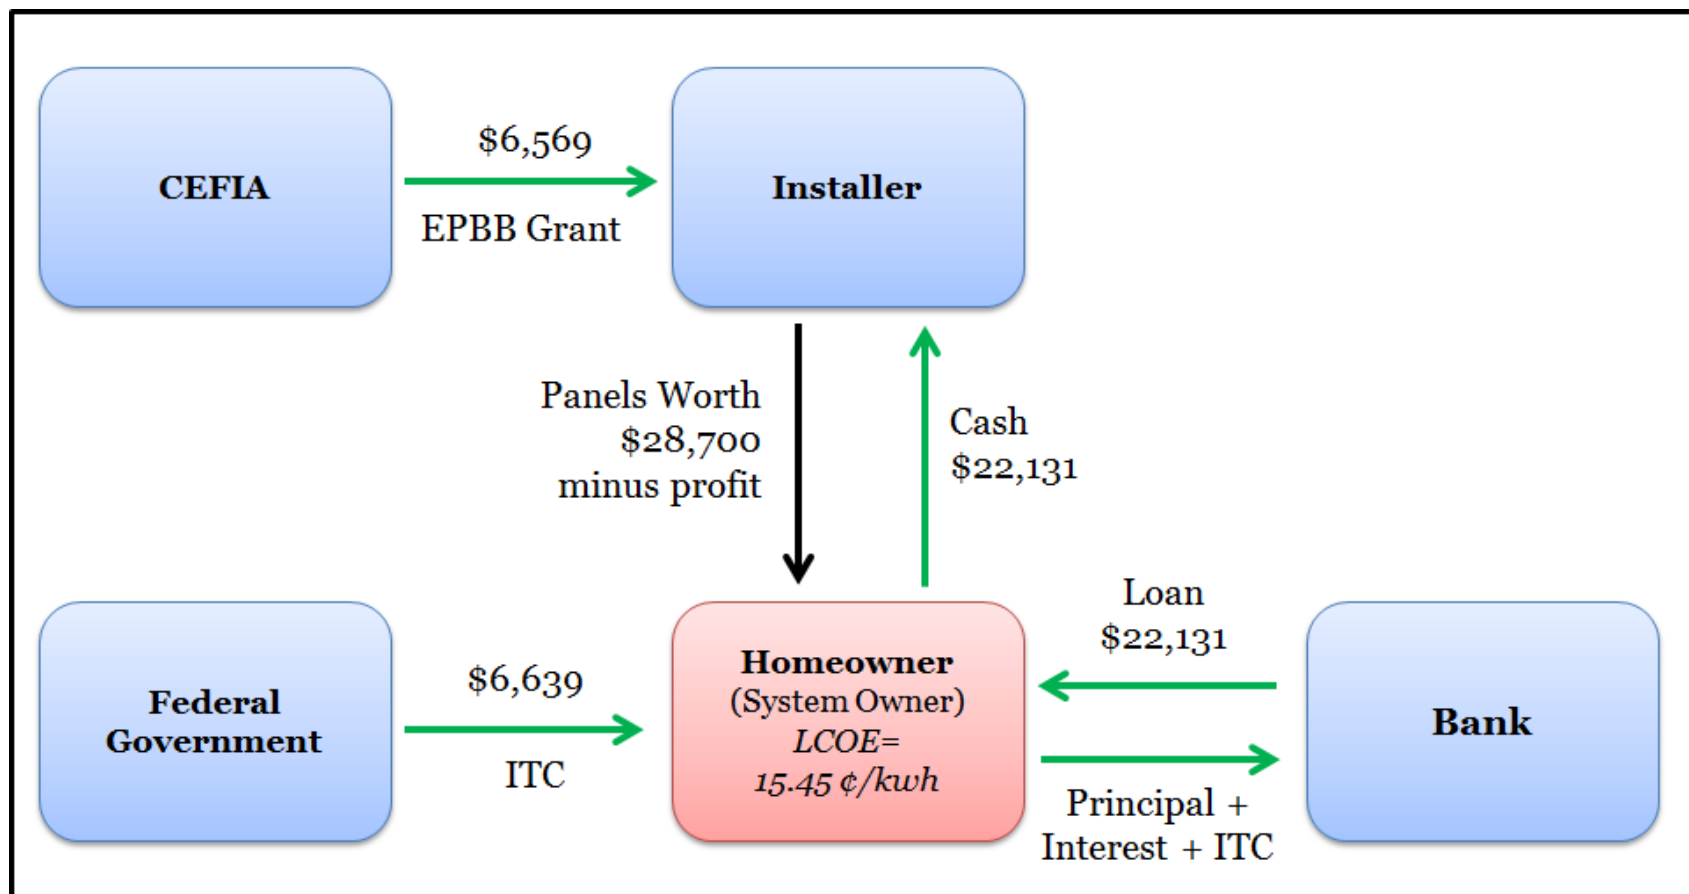 CEFIA
$6,569
EPBB Grant
Installer
Panels Worth
$28,700
minus profit
Cash
$22,131
Federal
Government
$6,639
ITC
Homeowner
(System Owner)
LCOE=
15.45 ¢/kwh
Loan
$22,131
Principal +
Interest + ITC
Bank